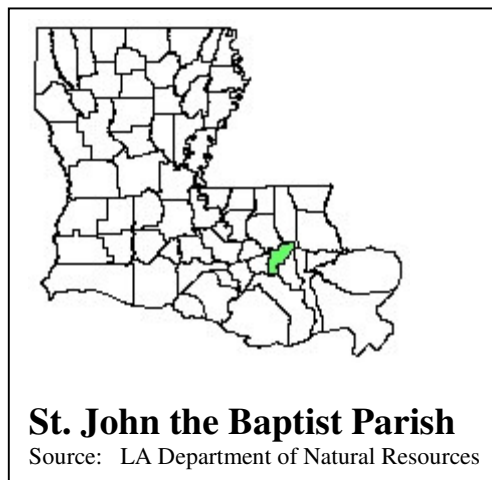 St. John the Baptist Parish
Source: LA Department of Natural Resources